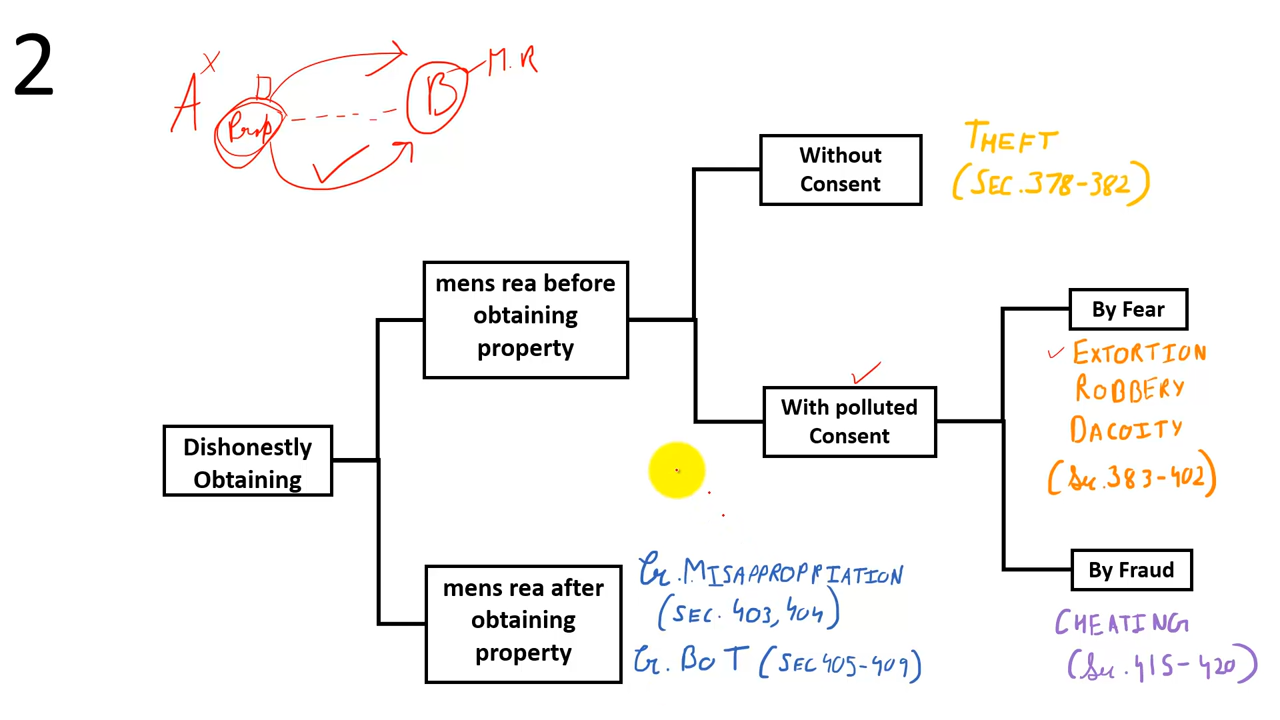 2
A x
Prop
B
M.R
Without
Consent
THEFT
(SEC.378-382)
mens rea before
obtaining
property
By Fear
EXTORTION
ROBBERY
DACOITY
(Sec.383-402)
With polluted
Consent
Dishonestly
Obtaining
mens rea after
obtaining
property
Cr.MISAPPROPRIATION
(SEC.403,404)
Cr.BOT (SEC 405-409)
By Fraud
CHEATING
(Sec.415-420)